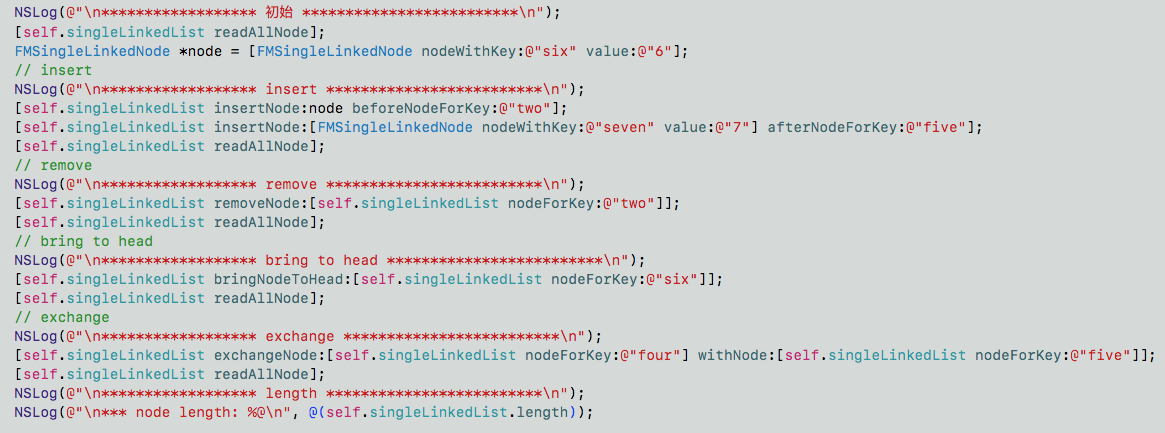 NSLog(@"\n****************** 初始 *************************\n");
[self.singleLinkedList readAllNode];
FMSingleLinkedNode *node = [FMSingleLinkedNode nodeWithKey:@"six" value:@"6"];
// insert
NSLog(@"\n****************** insert *************************\n");
[self.singleLinkedList insertNode:node beforeNodeForKey:@"two"];
[self.singleLinkedList insertNode:[FMSingleLinkedNode nodeWithKey:@"seven" value:@"7"] afterNodeForKey:@"five"];
[self.singleLinkedList readAllNode];
// remove
NSLog(@"\n****************** remove *************************\n");
[self.singleLinkedList removeNode:[self.singleLinkedList nodeForKey:@"two"]];
[self.singleLinkedList readAllNode];
// bring to head
NSLog(@"\n****************** bring to head *************************\n");
[self.singleLinkedList bringNodeToHead:[self.singleLinkedList nodeForKey:@"six"]];
[self.singleLinkedList readAllNode];
// exchange
NSLog(@"\n****************** exchange *************************\n");
[self.singleLinkedList exchangeNode:[self.singleLinkedList nodeForKey:@"four"] withNode:[self.singleLinkedList nodeForKey:@"five"]];
[self.singleLinkedList readAllNode];
NSLog(@"\n****************** length *************************\n");
NSLog(@"\n*** node length: %@\n", @(self.singleLinkedList.length));